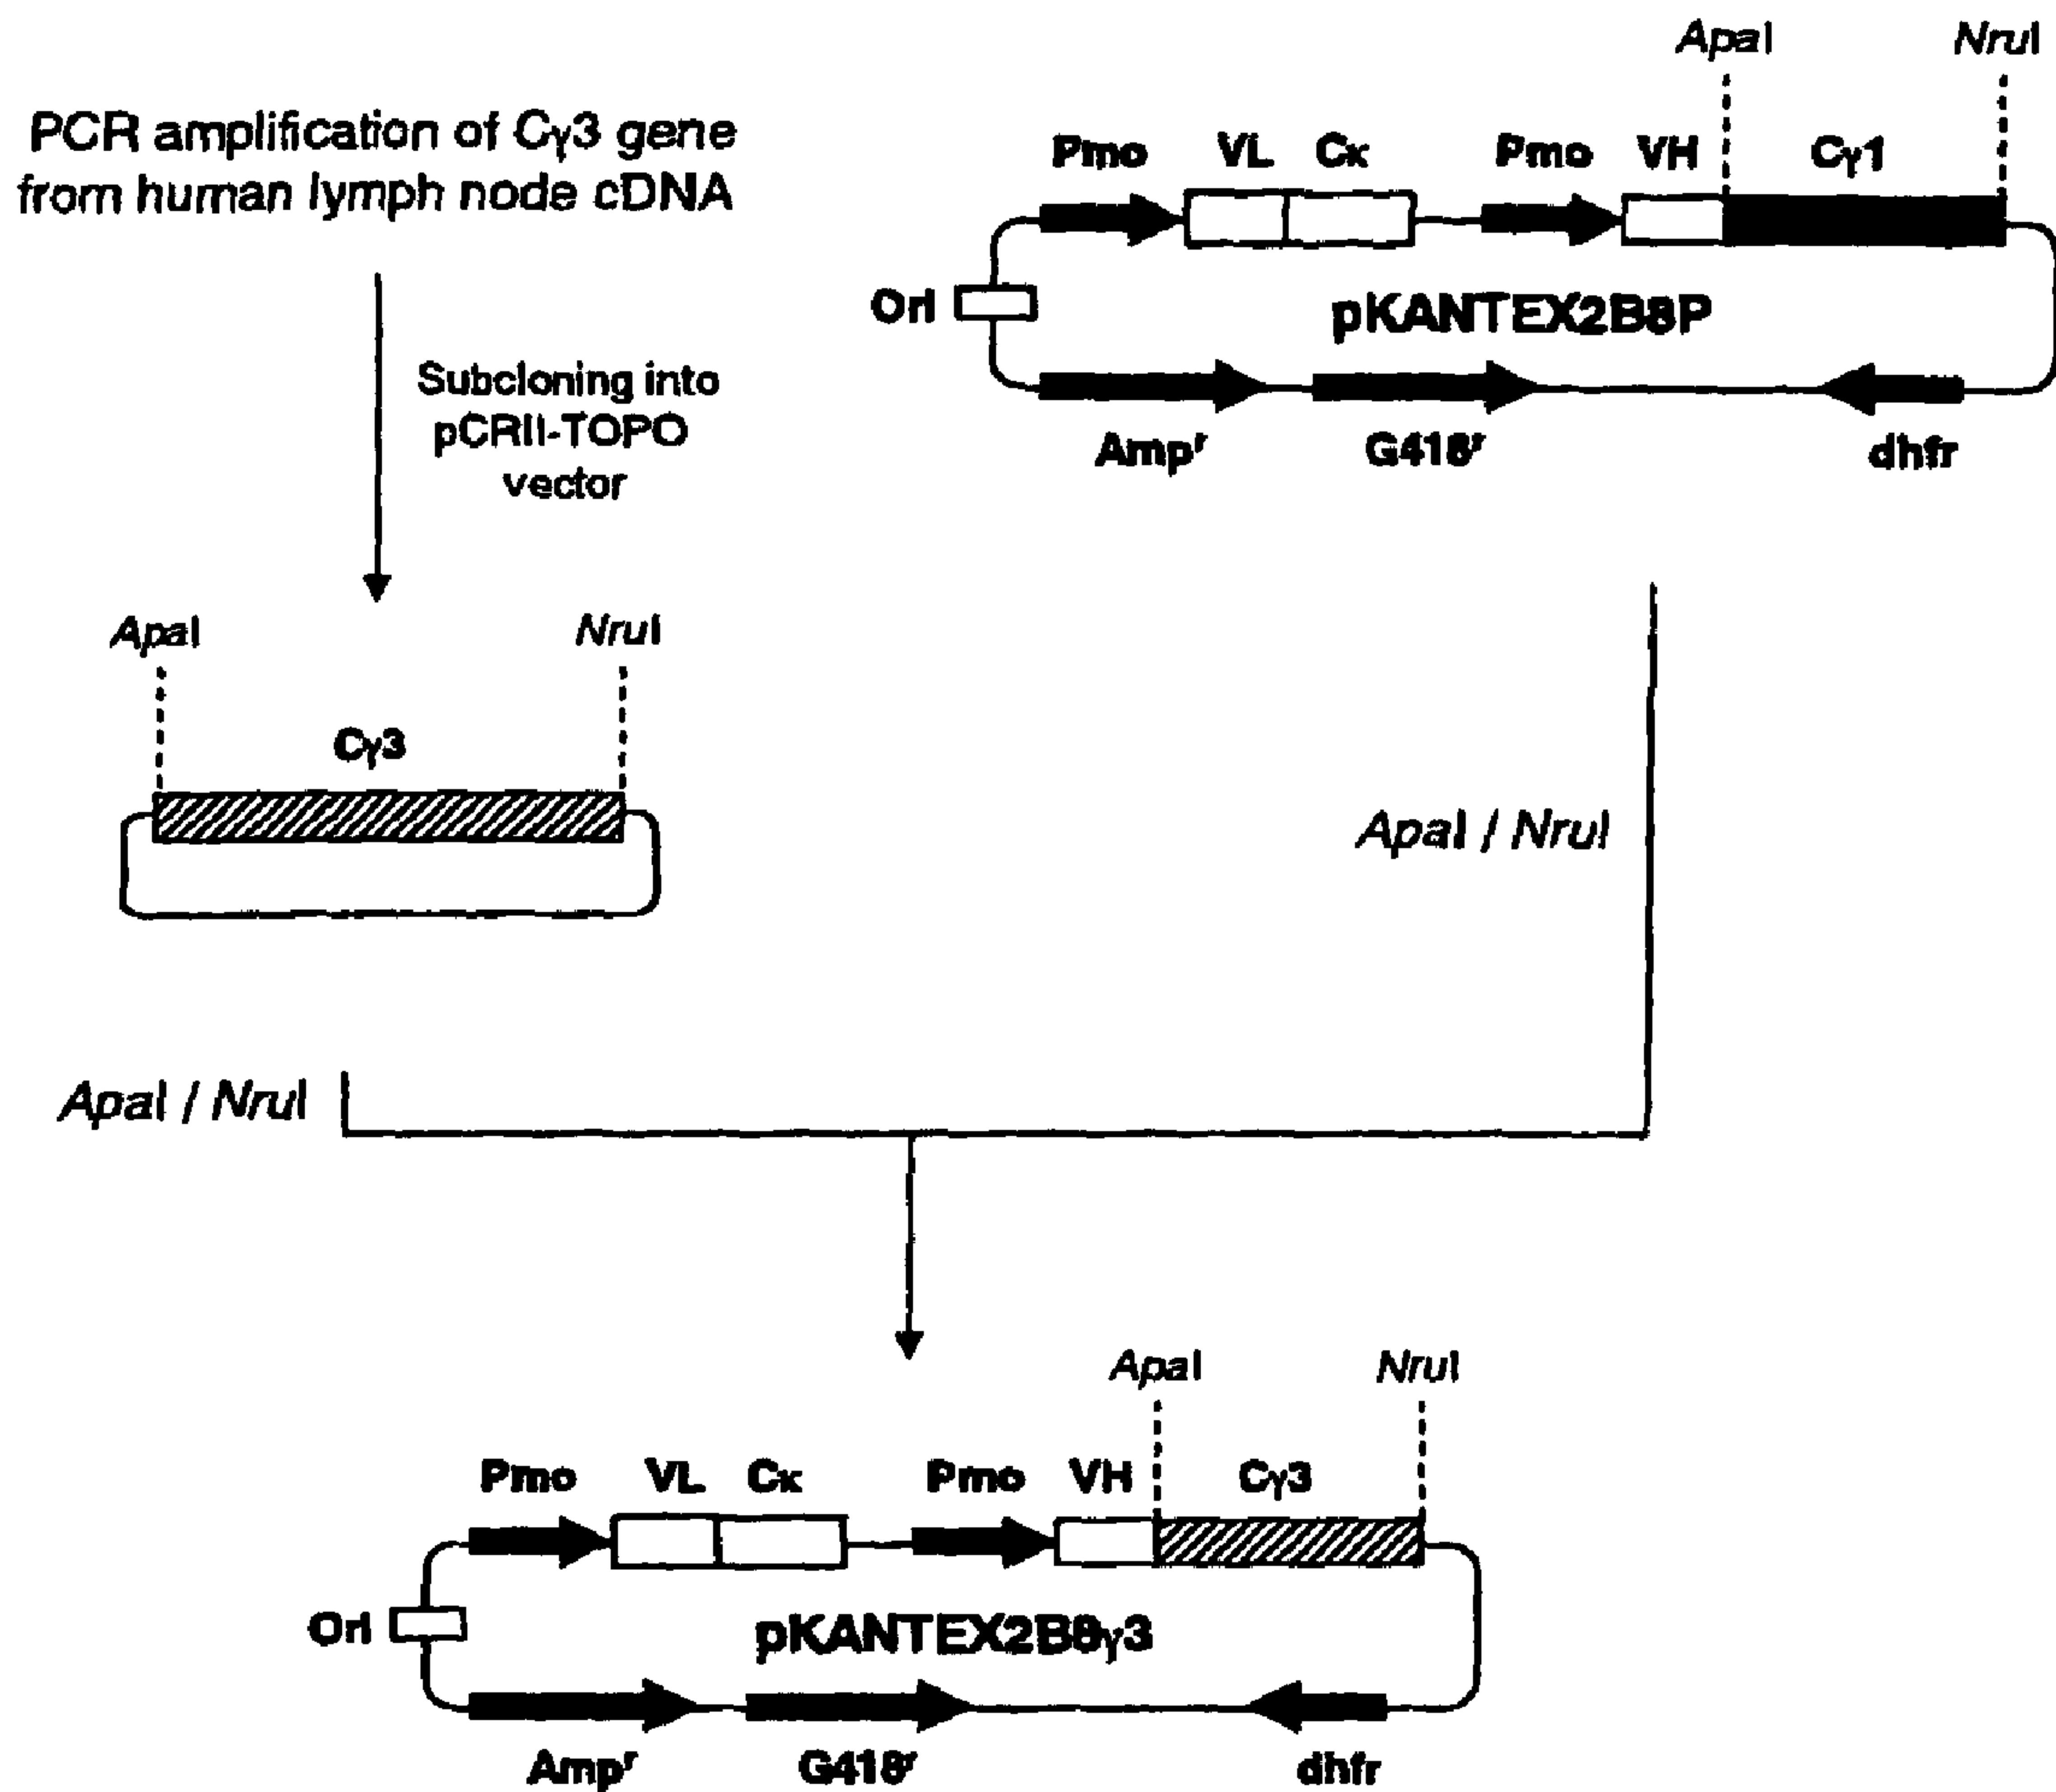 PCR amplification of Cγ3 gene
from human lymph node cDNA
Subcloning into
pCRII-TOPO
vector
ApaI NruI
Pmo VL Cκ Pmo VH Cγ1
Ori
pKANTEX2B8P
Ampʳ G418ʳ dhfr
ApaI NruI
Cγ3
ApaI / NruI
ApaI / NruI
ApaI NruI
Pmo VL Cκ Pmo VH Cγ3
Ori
pKANTEX2B8γ3
Ampʳ G418ʳ dhfr